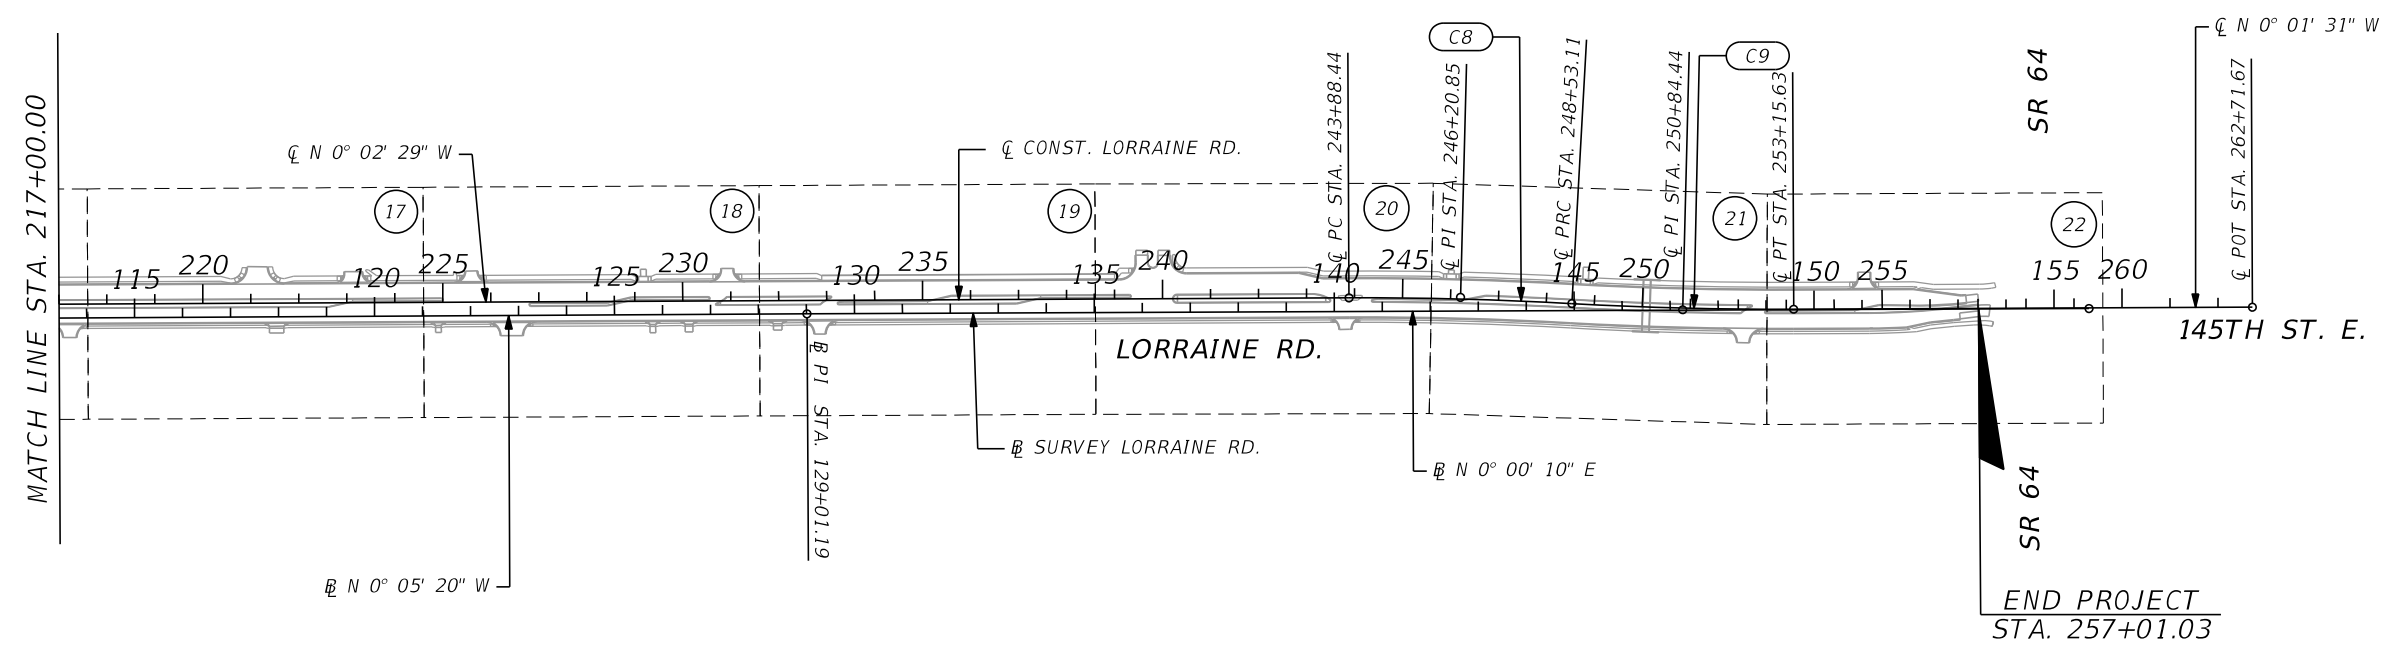 MATCH LINE STA. 217+00.00
℄ N 0° 02' 29" W
℄ CONST. LORRAINE RD.
C8
C9
℄ PC STA. 243+88.44
℄ PI STA. 246+20.85
℄ PRC STA. 248+53.11
℄ PI STA. 250+84.44
℄ PT STA. 253+15.63
SR 64
℄ N 0° 01' 31" W
℄ POT STA. 262+71.67
17
18
19
20
21
22
220
225
230
235
240
245
250
255
260
115
120
125
130
135
140
145
150
155
145TH ST. E.
LORRAINE RD.
BL PI STA. 129+01.19
BL SURVEY LORRAINE RD.
BL N 0° 00' 10" E
BL N 0° 05' 20" W
SR 64
END PROJECT
STA. 257+01.03